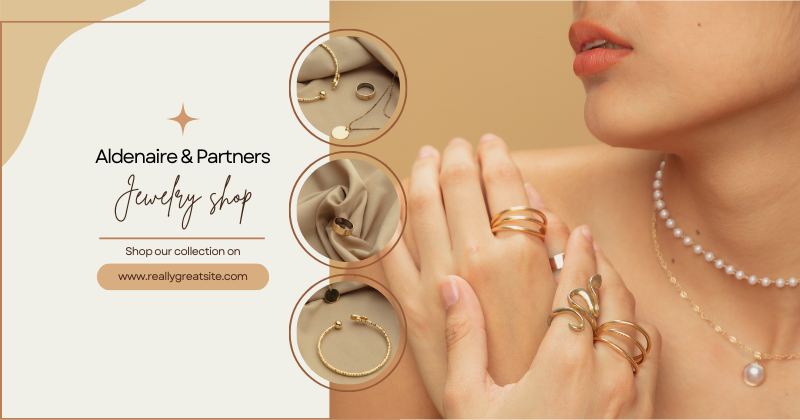 Aldenaire & Partners
Jewelry shop
Shop our collection on
www.reallygreatsite.com